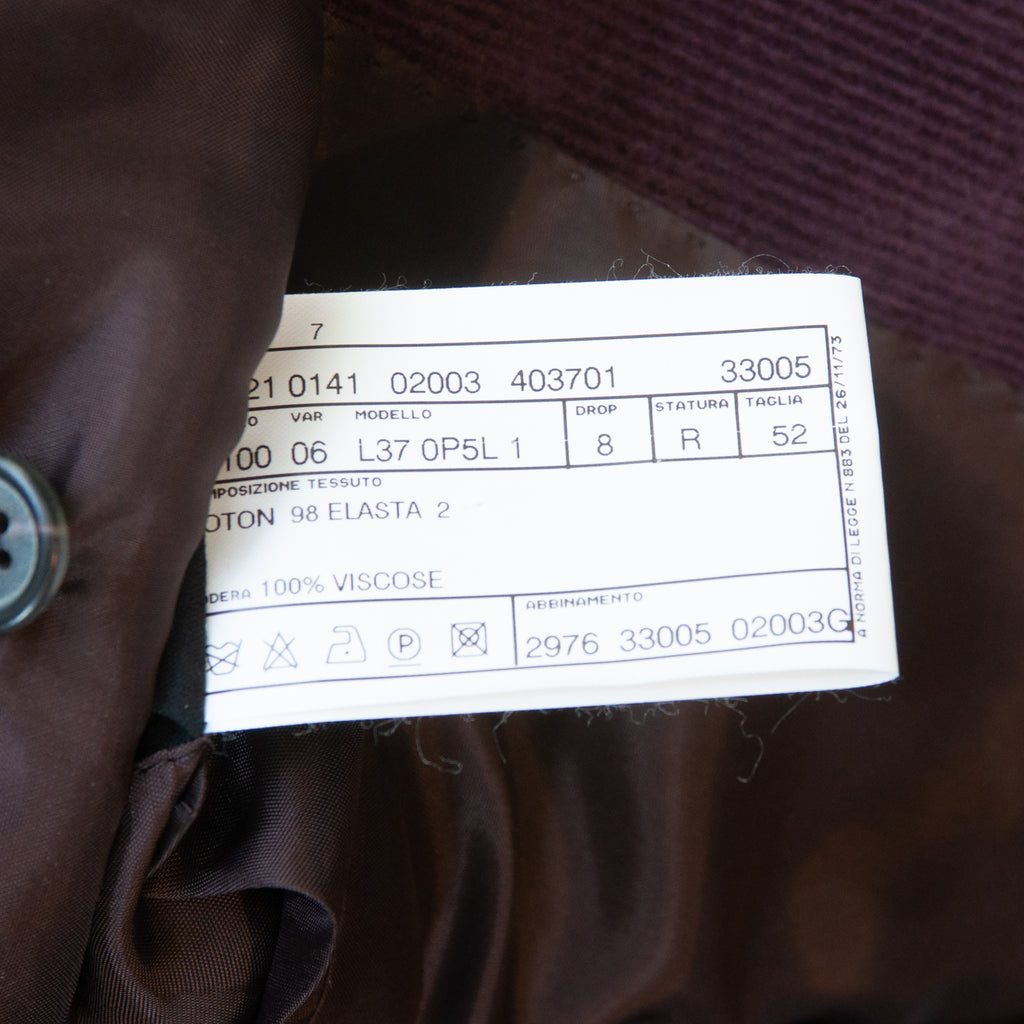 7
21 0141 02003 403701 33005
O VAR MODELLO DROP STATURA TAGLIA
100 06 L37 0P5L 1 8 R 52
MPOSIZIONE TESSUTO
OTON 98 ELASTA 2
ODERA 100% VISCOSE
ABBINAMENTO
P 2976 33005 02003G
A NORMA DI LEGGE N.883 DEL 26/11/73